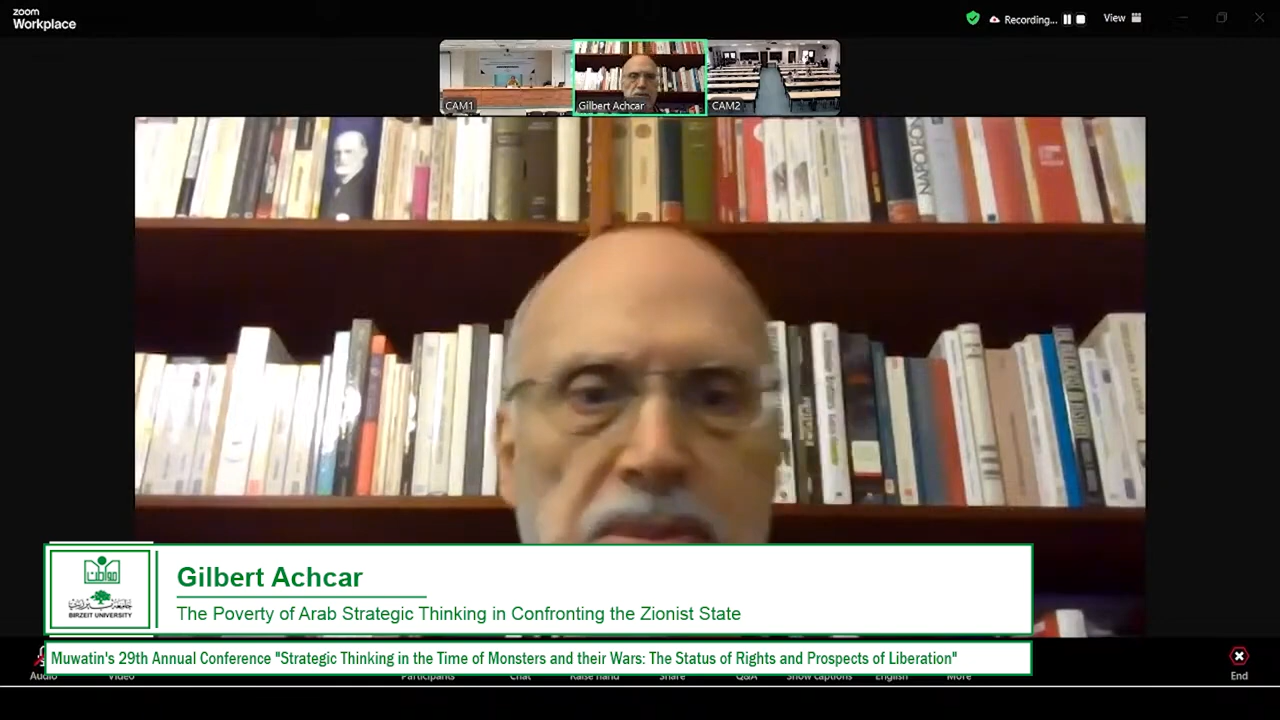 zoom
Workplace
Recording...
View
CAM1
Gilbert Achcar
CAM2
NAPOLEON
مواطن
BIRZEIT UNIVERSITY
Gilbert Achcar
The Poverty of Arab Strategic Thinking in Confronting the Zionist State
Muwatin's 29th Annual Conference "Strategic Thinking in the Time of Monsters and their Wars: The Status of Rights and Prospects of Liberation"
Audio
Video
Participants
Chat
Raise hand
Share
Q&A
Show captions
English
More
End